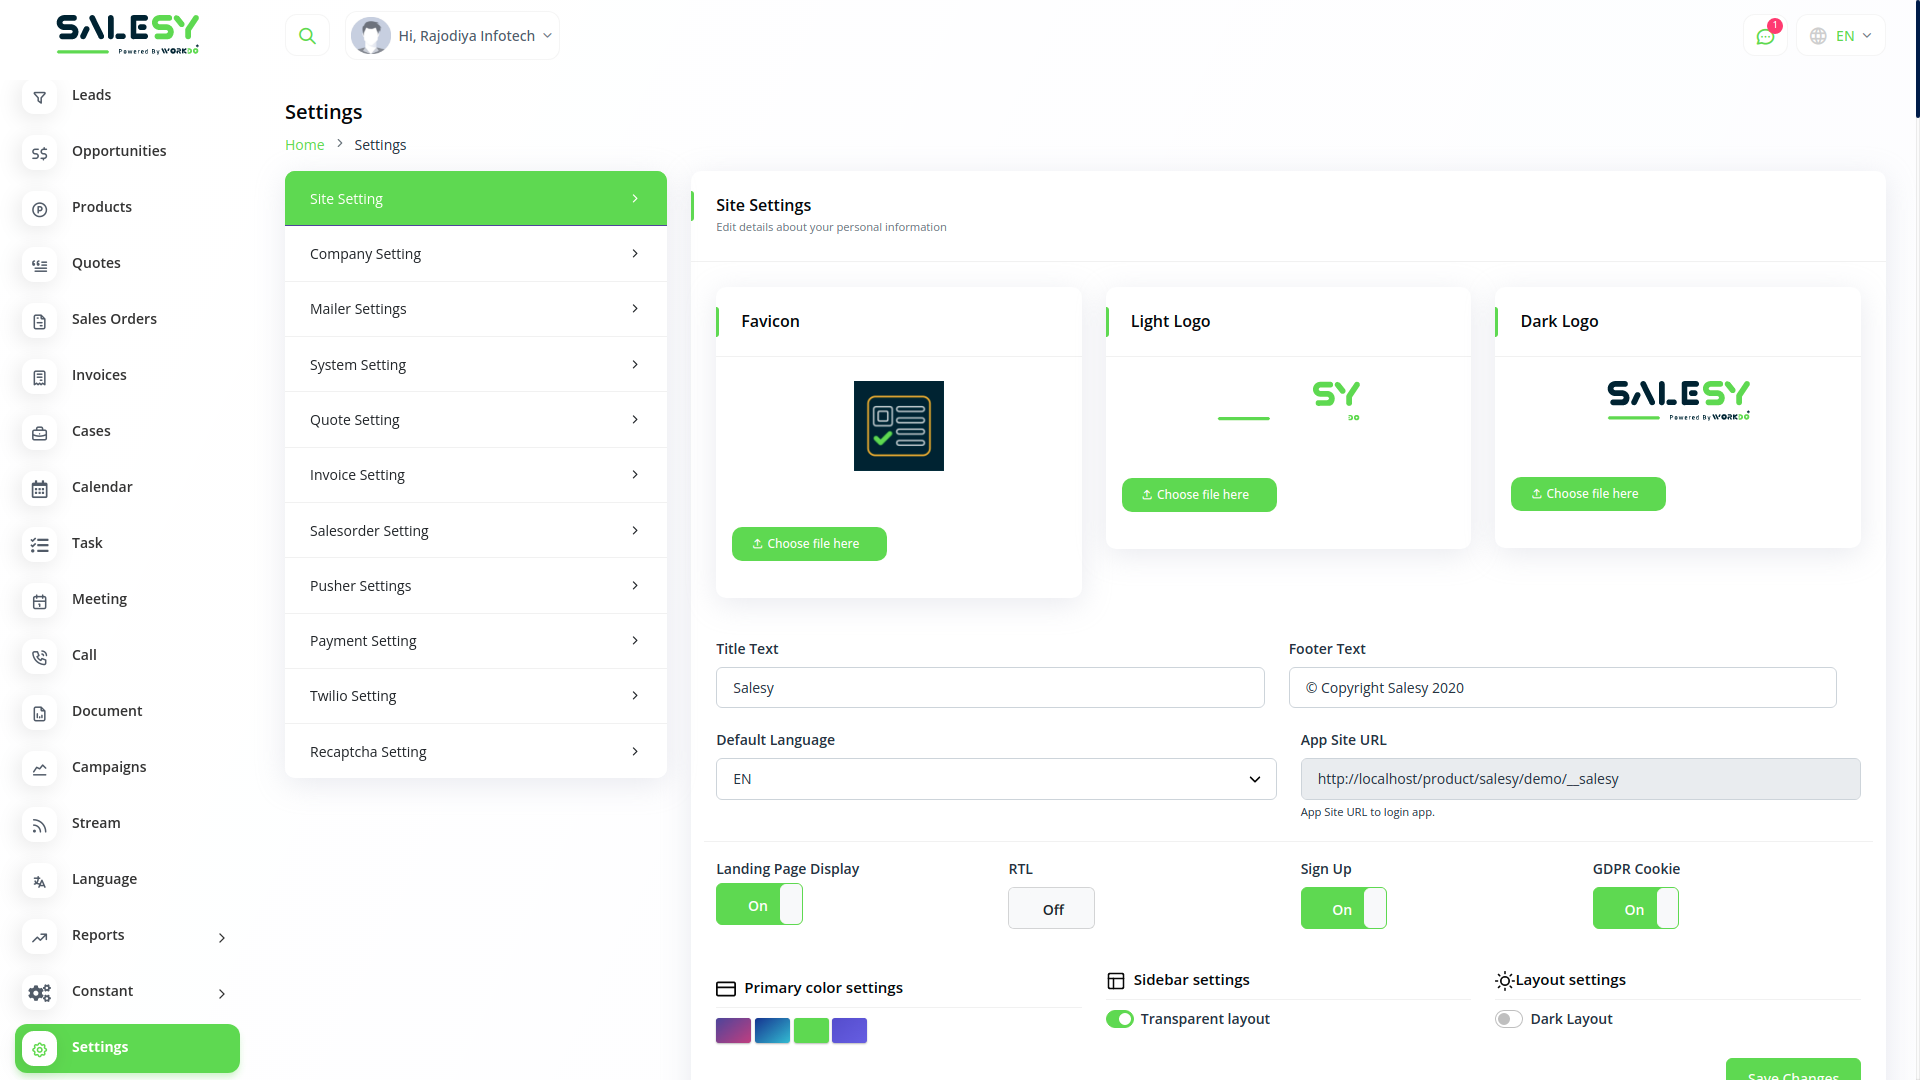 SALESY
Powered By WORKDO
Hi, Rajodiya Infotech
1
EN
Leads
Opportunities
Products
Quotes
Sales Orders
Invoices
Cases
Calendar
Task
Meeting
Call
Document
Campaigns
Stream
Language
Reports
Constant
Settings
Settings
Home > Settings
Site Setting
Company Setting
Mailer Settings
System Setting
Quote Setting
Invoice Setting
Salesorder Setting
Pusher Settings
Payment Setting
Twilio Setting
Recaptcha Setting
Site Settings
Edit details about your personal information
Favicon
Choose file here
Light Logo
SY
DO
Choose file here
Dark Logo
SALESY
Powered By WORKDO
Choose file here
Title Text
Salesy
Footer Text
© Copyright Salesy 2020
Default Language
EN
App Site URL
http://localhost/product/salesy/demo/__salesy
App Site URL to login app.
Landing Page Display
On
RTL
Off
Sign Up
On
GDPR Cookie
On
Primary color settings
Sidebar settings
Transparent layout
Layout settings
Dark Layout
Save Changes